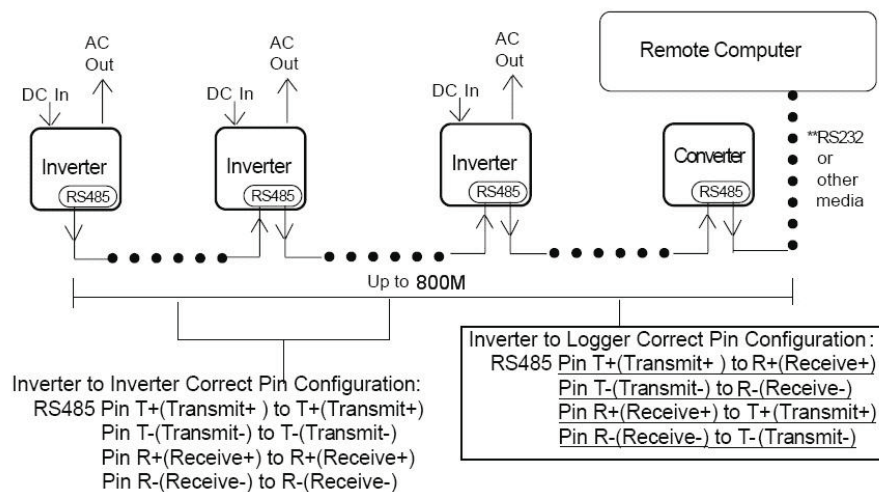 AC
Out
AC
Out
AC
Out
Remote Computer
DC In
DC In
DC In
Inverter
RS485
Inverter
RS485
Inverter
RS485
Converter
RS485
**RS232
or
other
media
Up to 800M
Inverter to Inverter Correct Pin Configuration:
RS485 Pin T+(Transmit+ ) to T+(Transmit+)
Pin T-(Transmit-) to T-(Transmit-)
Pin R+(Receive+) to R+(Receive+)
Pin R-(Receive-) to R-(Receive-)
Inverter to Logger Correct Pin Configuration :
RS485 Pin T+(Transmit+ ) to R+(Receive+)
Pin T-(Transmit-) to R-(Receive-)
Pin R+(Receive+) to T+(Transmit+)
Pin R-(Receive-) to T-(Transmit-)